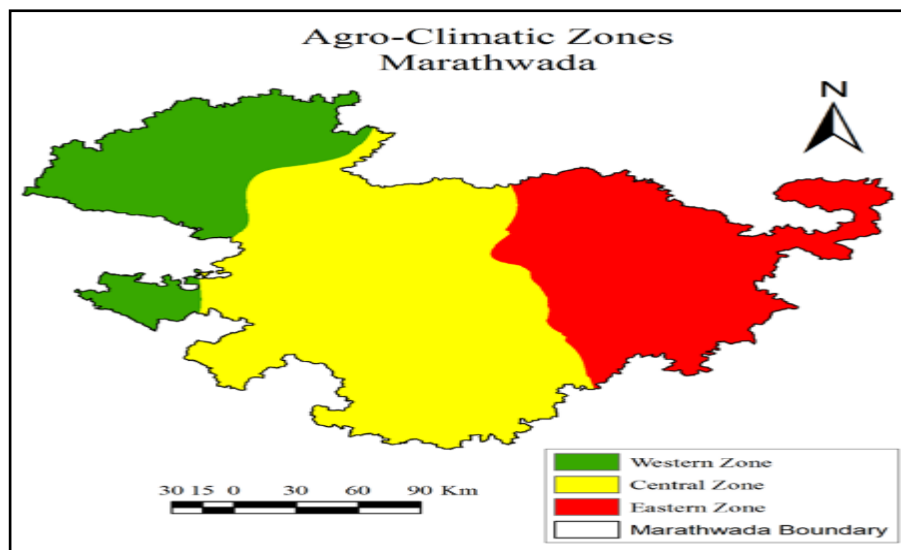 Agro-Climatic Zones
Marathwada
N
30 15 0 30 60 90 Km
Western Zone
Central Zone
Eastern Zone
Marathwada Boundary